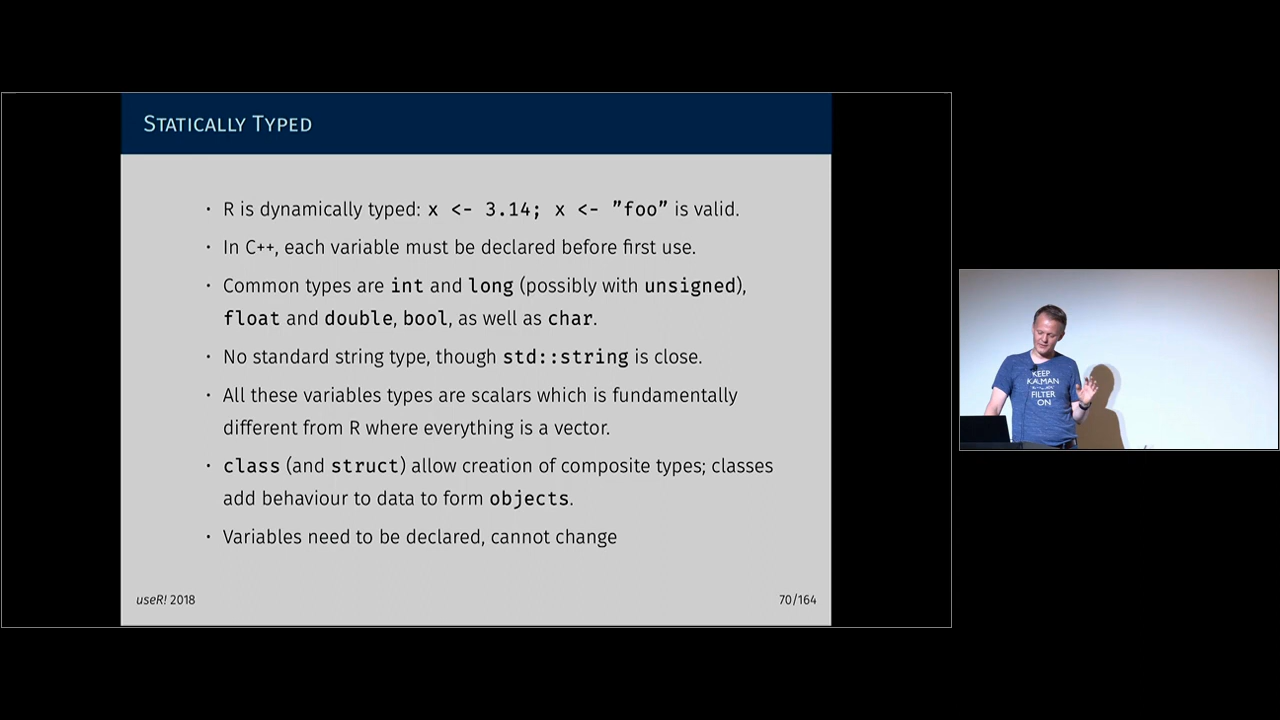 STATICALLY TYPED
· R is dynamically typed: x <- 3.14; x <- ”foo” is valid.
· In C++, each variable must be declared before first use.
· Common types are int and long (possibly with unsigned),
float and double, bool, as well as char.
· No standard string type, though std::string is close.
· All these variables types are scalars which is fundamentally
different from R where everything is a vector.
· class (and struct) allow creation of composite types; classes
add behaviour to data to form objects.
· Variables need to be declared, cannot change
useR! 2018
70/164
KEEP
KALMAN
FILTER
ON